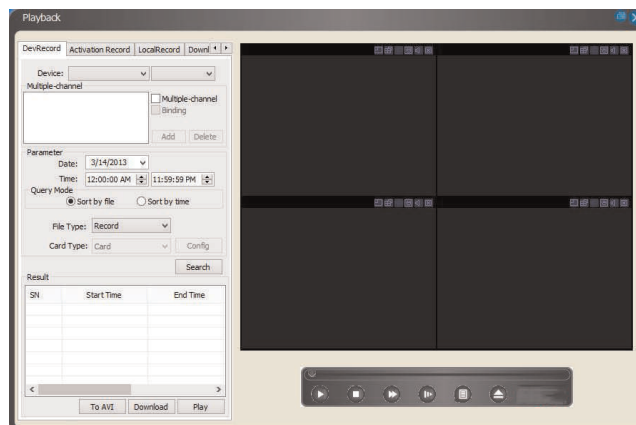 Playback
DevRecord Activation Record LocalRecord Downl
Device:
Multiple-channel
Multiple-channel
Binding
Add Delete
Parameter
Date: 3/14/2013
Time: 12:00:00 AM 11:59:59 PM
Query Mode
Sort by file Sort by time
File Type: Record
Card Type: Card Config
Search
Result
SN Start Time End Time
To AVI Download Play